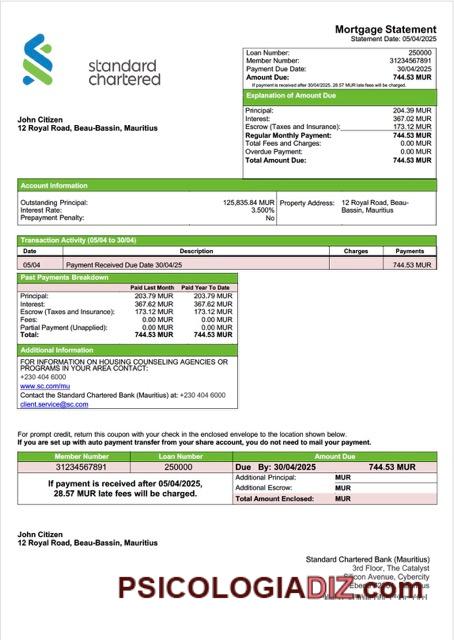 Mortgage Statement
Statement Date: 05/04/2025
standard
chartered
Loan Number: 250000
Member Number: 31234567891
Payment Due Date: 30/04/2025
Amount Due: 744.53 MUR
If payment is received after 30/04/2025, 28.57 MUR late fees will be charged.
Explanation of Amount Due
John Citizen
12 Royal Road, Beau-Bassin, Mauritius
Principal: 204.39 MUR
Interest: 367.02 MUR
Escrow (Taxes and Insurance): 173.12 MUR
Regular Monthly Payment: 744.53 MUR
Total Fees and Charges: 0.00 MUR
Overdue Payment: 0.00 MUR
Total Amount Due: 744.53 MUR
Account Information
Outstanding Principal: 125,835.84 MUR
Interest Rate: 3.500%
Prepayment Penalty: No
Property Address: 12 Royal Road, Beau-
Bassin, Mauritius
Transaction Activity (05/04 to 30/04)
Date Description Charges Payments
05/04 Payment Received Due Date 30/04/25 744.53 MUR
Past Payments Breakdown
Paid Last Month Paid Year To Date
Principal: 203.79 MUR 203.79 MUR
Interest: 367.62 MUR 367.62 MUR
Escrow (Taxes and Insurance): 173.12 MUR 173.12 MUR
Fees: 0.00 MUR 0.00 MUR
Partial Payment (Unapplied): 0.00 MUR 0.00 MUR
Total: 744.53 MUR 744.53 MUR
Additional Information
FOR INFORMATION ON HOUSING COUNSELING AGENCIES OR
PROGRAMS IN YOUR AREA CONTACT:
+230 404 6000
www.sc.com/mu
Contact the Standard Chartered Bank (Mauritius) at: +230 404 6000
client.service@sc.com
For prompt credit, return this coupon with your check in the enclosed envelope to the location shown below.
If you are set up with auto payment transfer from your share account, you do not need to mail your payment.
Member Number Loan Number Amount Due
31234567891 250000 Due By: 30/04/2025 744.53 MUR
If payment is received after 05/04/2025,
28.57 MUR late fees will be charged.
Additional Principal: MUR
Additional Escrow: MUR
Total Amount Enclosed: MUR
John Citizen
12 Royal Road, Beau-Bassin, Mauritius
Standard Chartered Bank (Mauritius)
3rd Floor, The Catalyst
Silicon Avenue, Cybercity
PSICOLOGIADIZ.com